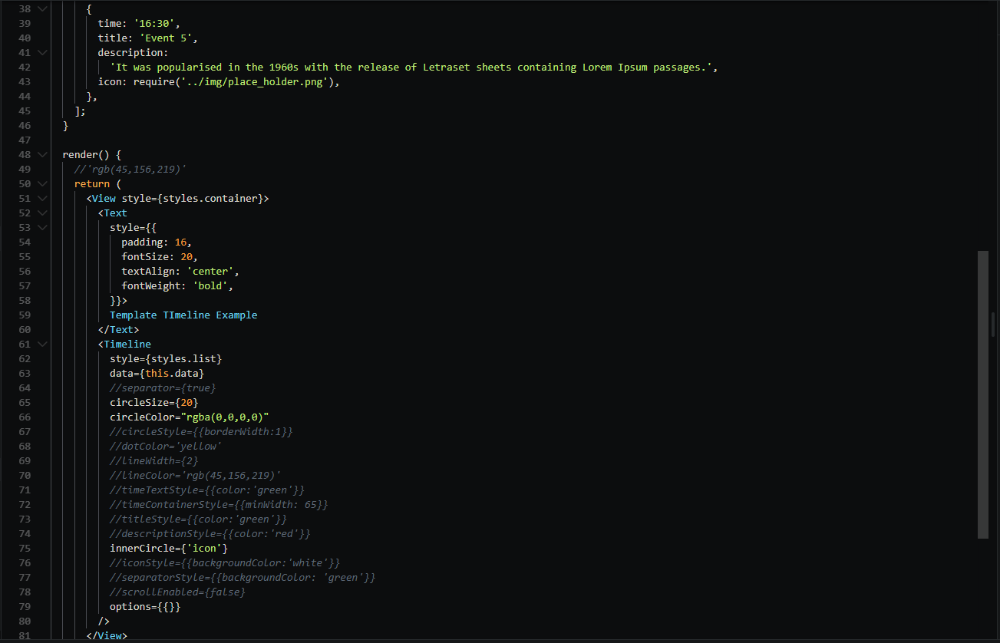 38 {
39 time: '16:30',
40 title: 'Event 5',
41 description:
42 'It was popularised in the 1960s with the release of Letraset sheets containing Lorem Ipsum passages.',
43 icon: require('../img/place_holder.png'),
44 },
45 ];
46 }
47
48 render() {
49 //'rgb(45,156,219)'
50 return (
51 <View style={styles.container}>
52 <Text
53 style={{
54 padding: 16,
55 fontSize: 20,
56 textAlign: 'center',
57 fontWeight: 'bold',
58 }}>
59 Template TImeline Example
60 </Text>
61 <Timeline
62 style={styles.list}
63 data={this.data}
64 //separator={true}
65 circleSize={20}
66 circleColor="rgba(0,0,0,0)"
67 //circleStyle={{borderWidth:1}}
68 //dotColor='yellow'
69 //lineWidth={2}
70 //lineColor='rgb(45,156,219)'
71 //timeTextStyle={{color:'green'}}
72 //timeContainerStyle={{minWidth: 65}}
73 //titleStyle={{color:'green'}}
74 //descriptionStyle={{color:'red'}}
75 innerCircle={'icon'}
76 //iconStyle={{backgroundColor:'white'}}
77 //separatorStyle={{backgroundColor: 'green'}}
78 //scrollEnabled={false}
79 options={{}}
80 />
81 </View>